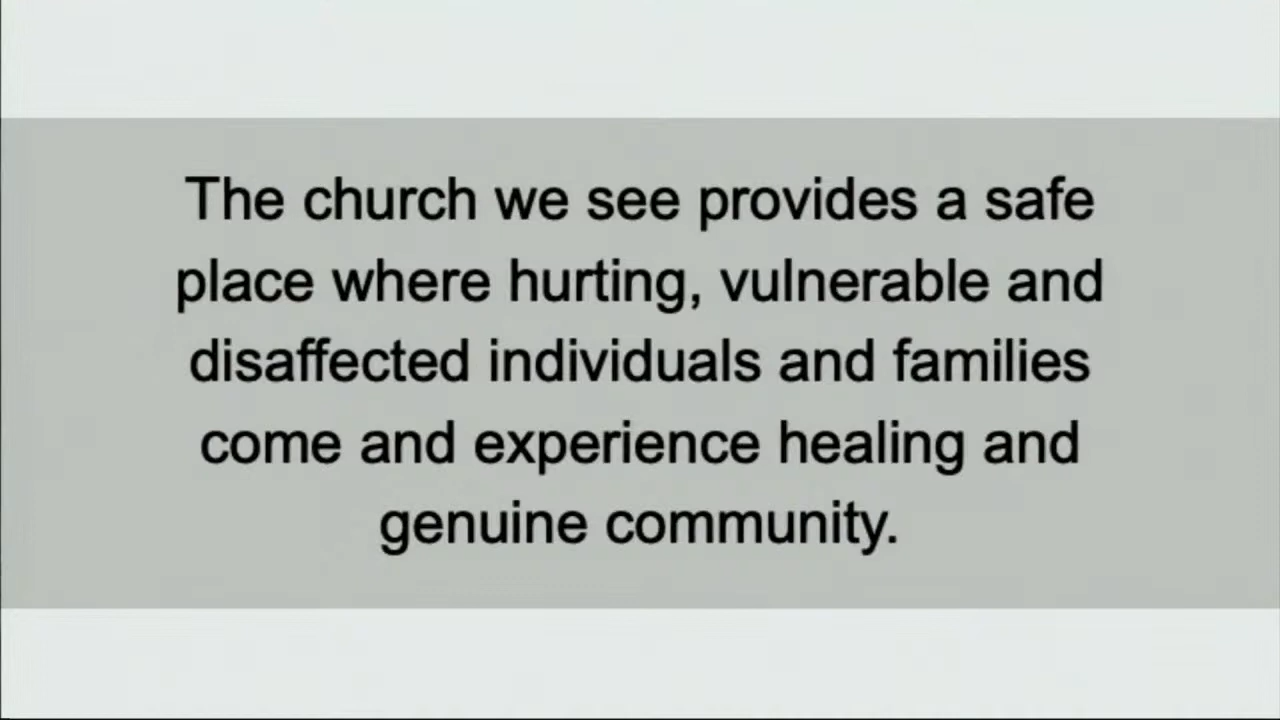 The church we see provides a safe
place where hurting, vulnerable and
disaffected individuals and families
come and experience healing and
genuine community.